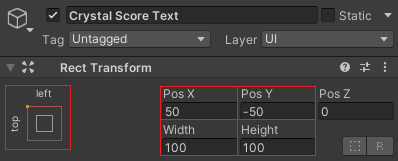 Crystal Score Text
Static
Tag Untagged Layer UI
Rect Transform
left
top
Pos X Pos Y Pos Z
50 -50 0
Width Height
100 100
R